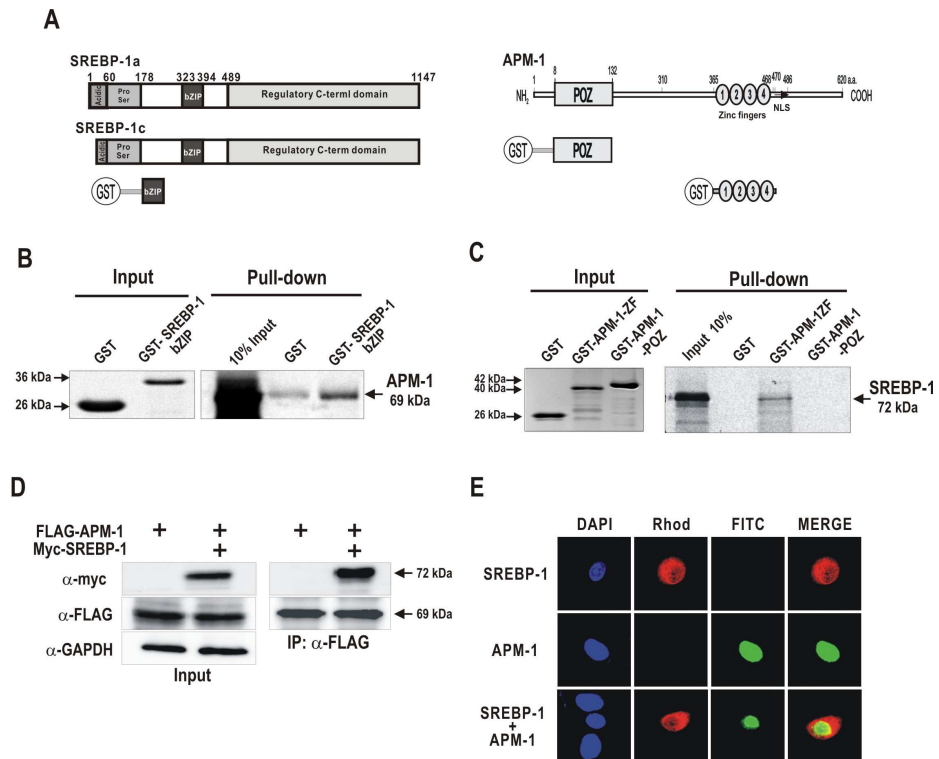 A
SREBP-1a
1 60 178 323 394 489 1147
Acidic Pro Ser bZIP Regulatory C-terml domain
SREBP-1c
Acidic Pro Ser bZIP Regulatory C-term domain
GST bZIP
APM-1
1 8 132 310 365 468 470 486 620 a.a.
NH2 POZ 1 2 3 4 COOH
Zinc fingers NLS
GST POZ
GST 1 2 3 4
B
Input Pull-down
GST GST- SREBP-1 bZIP 10% Input GST GST- SREBP-1 bZIP
36 kDa
26 kDa
APM-1
69 kDa
C
Input Pull-down
GST GST-APM-1-ZF GST-APM-1 -POZ Input 10% GST GST-APM-1ZF GST-APM-1 -POZ
42 kDa
40 kDa
26 kDa
SREBP-1
72 kDa
D
FLAG-APM-1 + + + +
Myc-SREBP-1 + +
α-myc 72 kDa
α-FLAG 69 kDa
α-GAPDH IP: α-FLAG
Input
E
DAPI Rhod FITC MERGE
SREBP-1
APM-1
SREBP-1
+
APM-1